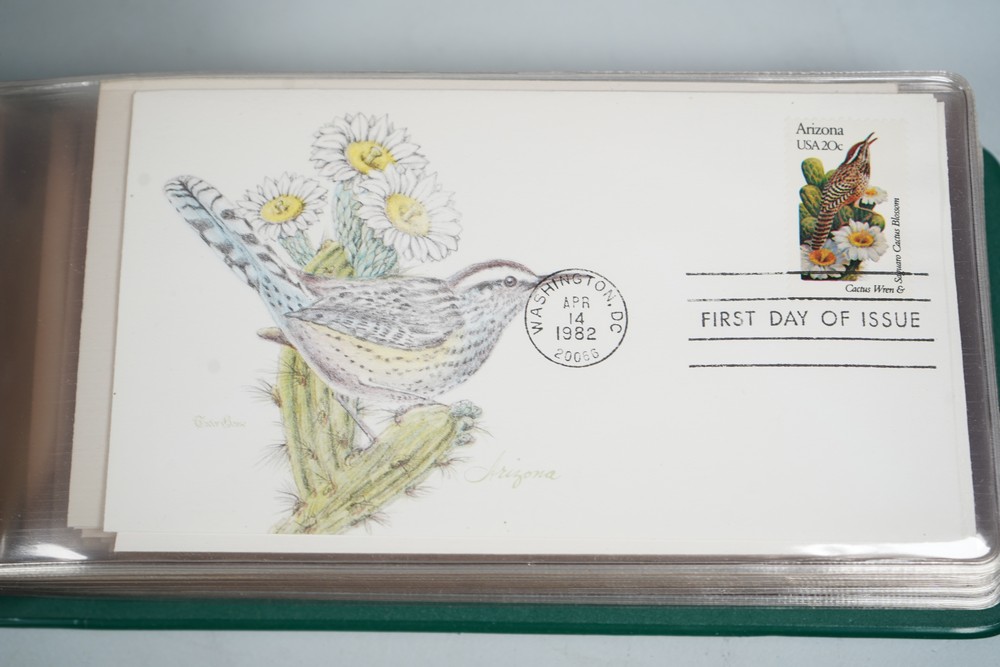 Arizona
USA 20c
Saguaro Cactus Blossom
Cactus Wren &
WASHINGTON, DC
APR
14
1982
20066
FIRST DAY OF ISSUE
Arizona